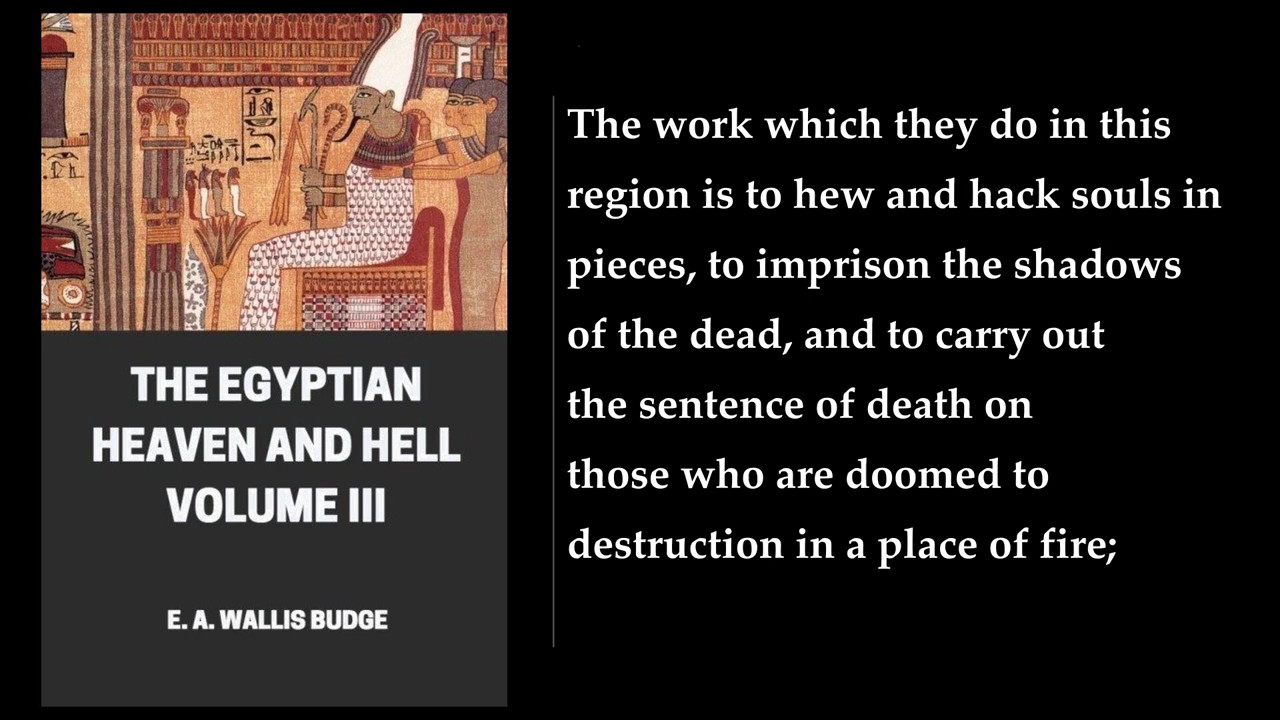 THE EGYPTIAN
HEAVEN AND HELL
VOLUME III
E. A. WALLIS BUDGE
The work which they do in this
region is to hew and hack souls in
pieces, to imprison the shadows
of the dead, and to carry out
the sentence of death on
those who are doomed to
destruction in a place of fire;